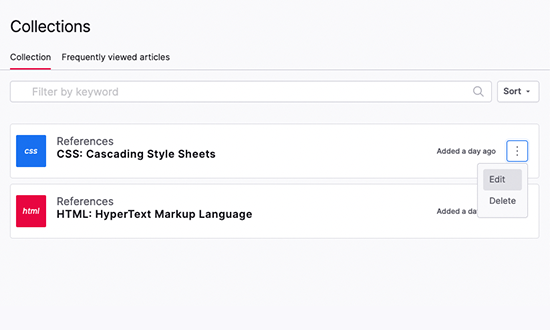 Collections
Collection Frequently viewed articles
Filter by keyword Sort
css References Added a day ago
CSS: Cascading Style Sheets
Edit
Delete
html References Added a da
HTML: HyperText Markup Language